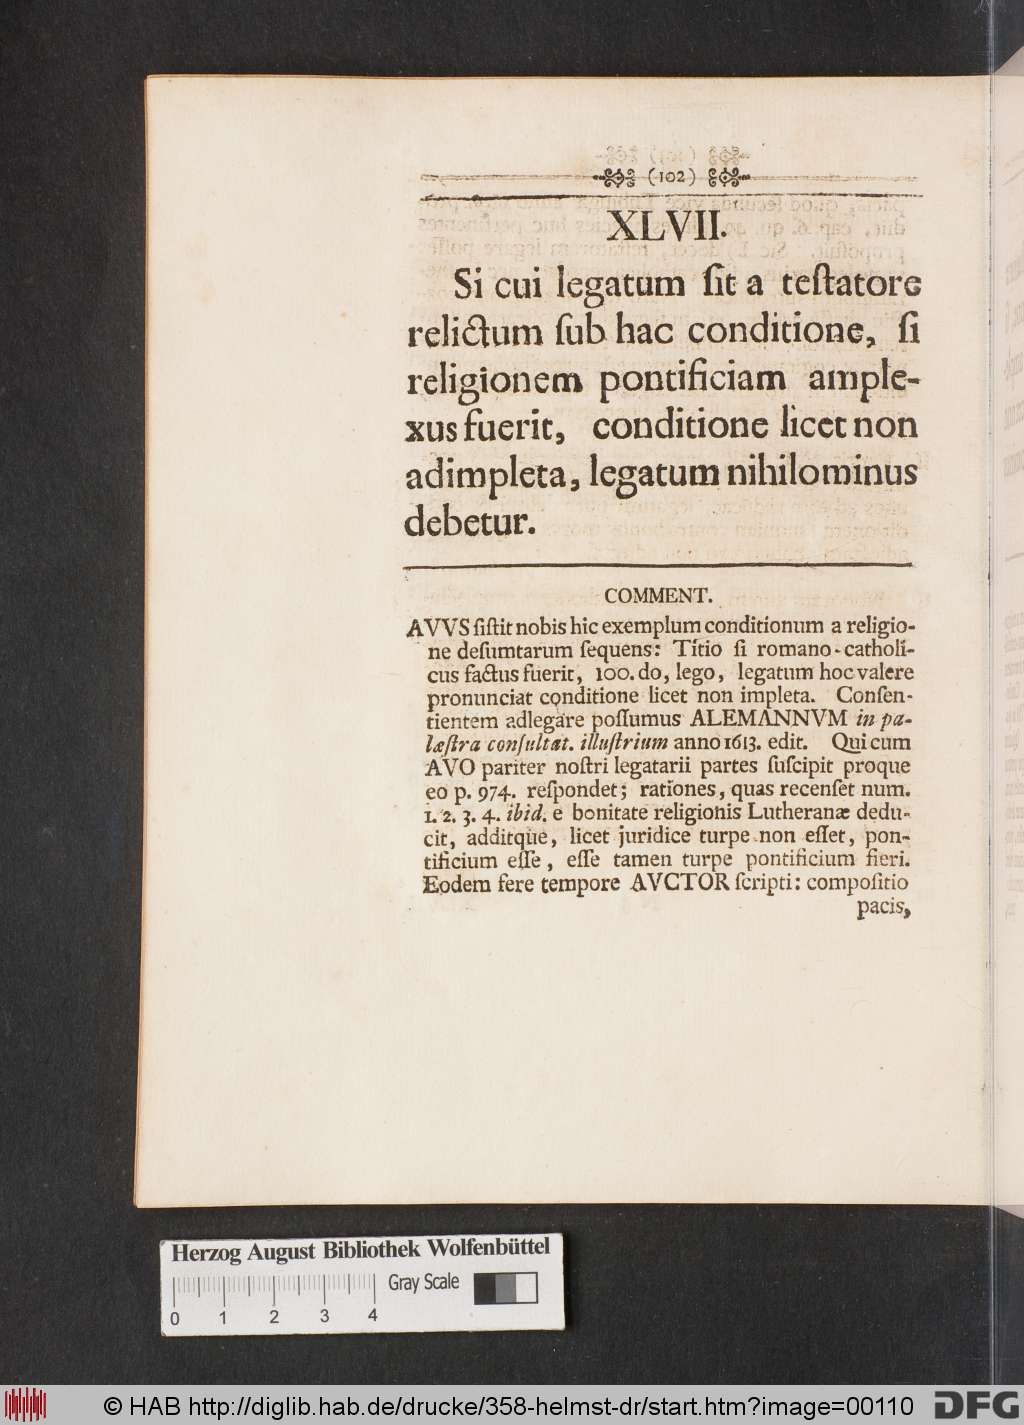 (102)
XLVII.
Si cui legatum ſit a teſtatore
relictum ſub hac conditione, ſi
religionem pontificiam ample-
xus fuerit, conditione licet non
adimpleta, legatum nihilominus
debetur.
COMMENT.
AVVS ſiſtit nobis hic exemplum conditionum a religio-
ne deſumtarum ſequens: Titio ſi romano-catholi-
cus factus fuerit, 100. do, lego, legatum hoc valere
pronunciat conditione licet non impleta. Conſen-
tientem adlegare poſſumus ALEMANNVM in pa-
læſtra conſultat. illuſtrium anno 1613. edit. Qui cum
AVO pariter noſtri legatarii partes ſuſcipit proque
eo p. 974. reſpondet; rationes, quas recenſet num.
1. 2. 3. 4. ibid. e bonitate religionis Lutheranæ dedu-
cit, additque, licet juridice turpe non eſſet, pon-
tificium eſſe, eſſe tamen turpe pontificium fieri.
Eodem fere tempore AVCTOR ſcripti: compoſitio
pacis,
Herzog August Bibliothek Wolfenbüttel
Gray Scale
0 1 2 3 4
© HAB http://diglib.hab.de/drucke/358-helmst-dr/start.htm?image=00110
DFG